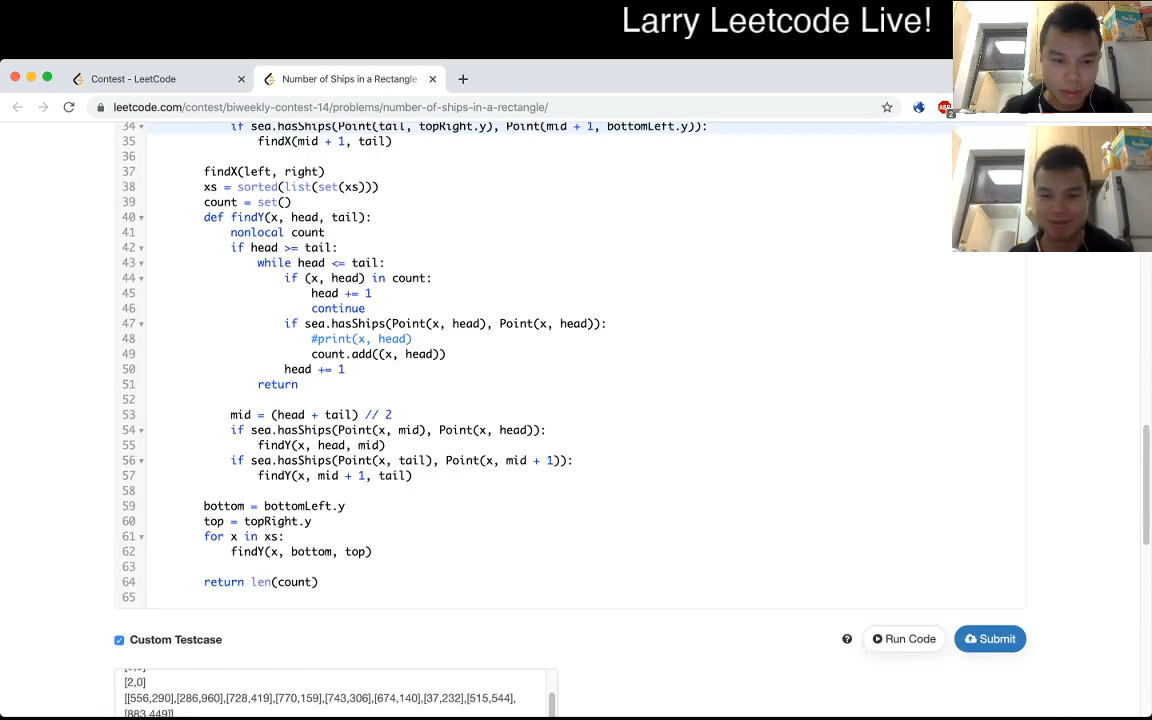 Larry Leetcode Live!
Contest - LeetCode
Number of Ships in a Rectangle
leetcode.com/contest/biweekly-contest-14/problems/number-of-ships-in-a-rectangle/
34 if sea.hasShips(Point(tail, topRight.y), Point(mid + 1, bottomLeft.y)):
35 findX(mid + 1, tail)
36
37 findX(left, right)
38 xs = sorted(list(set(xs)))
39 count = set()
40 def findY(x, head, tail):
41 nonlocal count
42 if head >= tail:
43 while head <= tail:
44 if (x, head) in count:
45 head += 1
46 continue
47 if sea.hasShips(Point(x, head), Point(x, head)):
48 #print(x, head)
49 count.add((x, head))
50 head += 1
51 return
52
53 mid = (head + tail) // 2
54 if sea.hasShips(Point(x, mid), Point(x, head)):
55 findY(x, head, mid)
56 if sea.hasShips(Point(x, tail), Point(x, mid + 1)):
57 findY(x, mid + 1, tail)
58
59 bottom = bottomLeft.y
60 top = topRight.y
61 for x in xs:
62 findY(x, bottom, top)
63
64 return len(count)
65
Custom Testcase
Run Code
Submit
[2,0]
[[556,290],[286,960],[728,419],[770,159],[743,306],[674,140],[37,232],[515,544],
[883,449]]